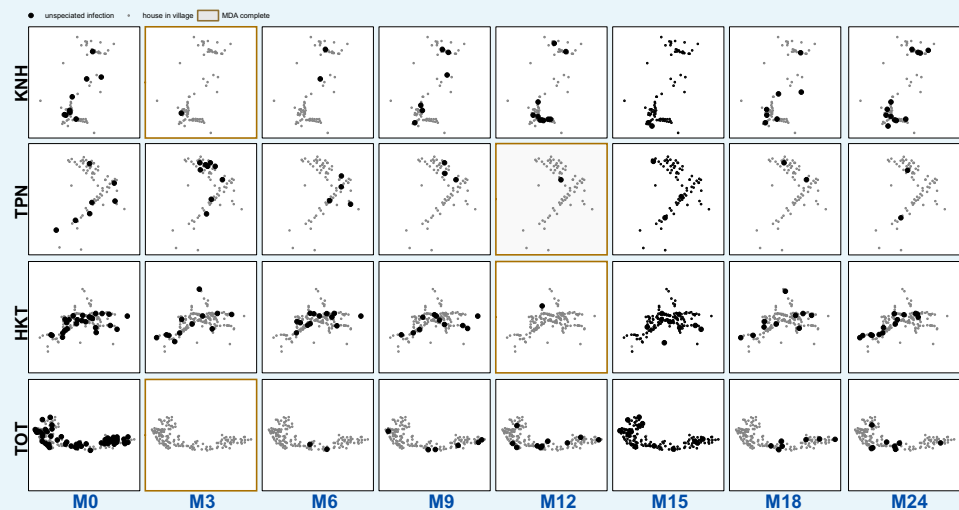 unspeciated infection house in village MDA complete
KNH
TPN
HKT
TOT
M0 M3 M6 M9 M12 M15 M18 M24